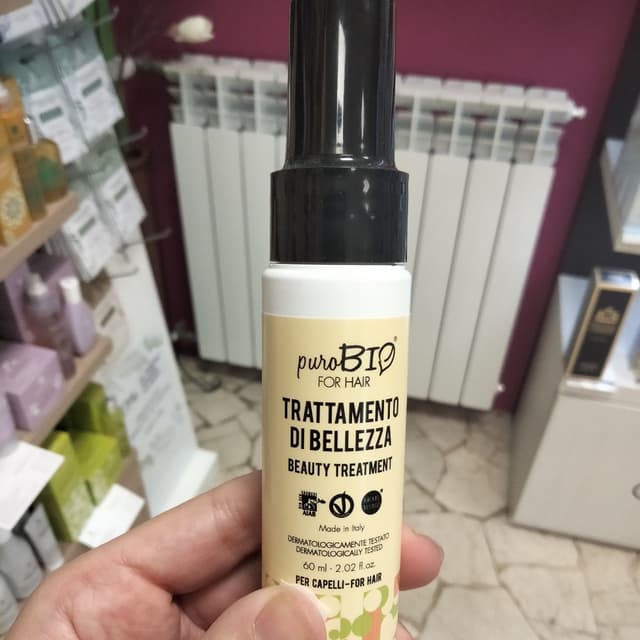 puroBIO®
FOR HAIR
TRATTAMENTO
DI BELLEZZA
BEAUTY TREATMENT
Made in Italy
DERMATOLOGICAMENTE TESTATO
DERMATOLOGICALLY TESTED
60 ml - 2.02 fl.oz.
PER CAPELLI-FOR HAIR